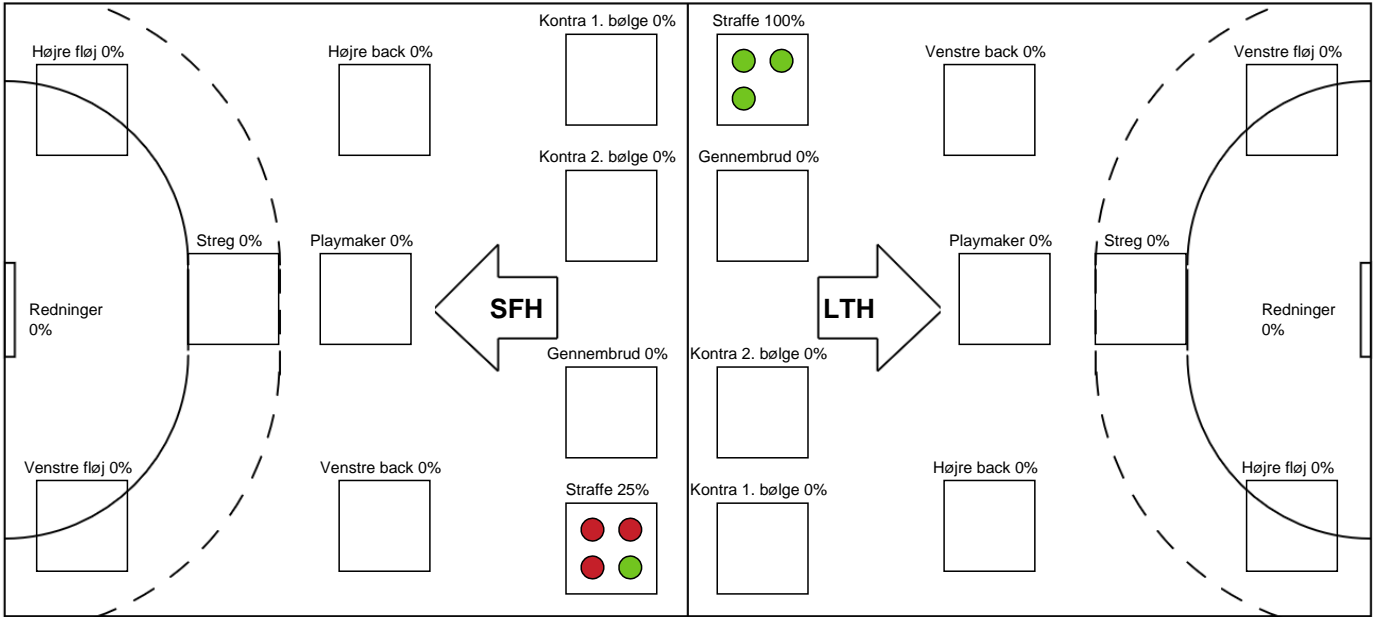 Kontra 1. bølge 0%
Straffe 100%
Højre fløj 0%
Højre back 0%
Venstre back 0%
Venstre fløj 0%
Kontra 2. bølge 0%
Gennembrud 0%
Streg 0%
Playmaker 0%
Playmaker 0%
Streg 0%
Redninger
0%
SFH
LTH
Redninger
0%
Gennembrud 0%
Kontra 2. bølge 0%
Venstre fløj 0%
Venstre back 0%
Højre back 0%
Højre fløj 0%
Straffe 25%
Kontra 1. bølge 0%